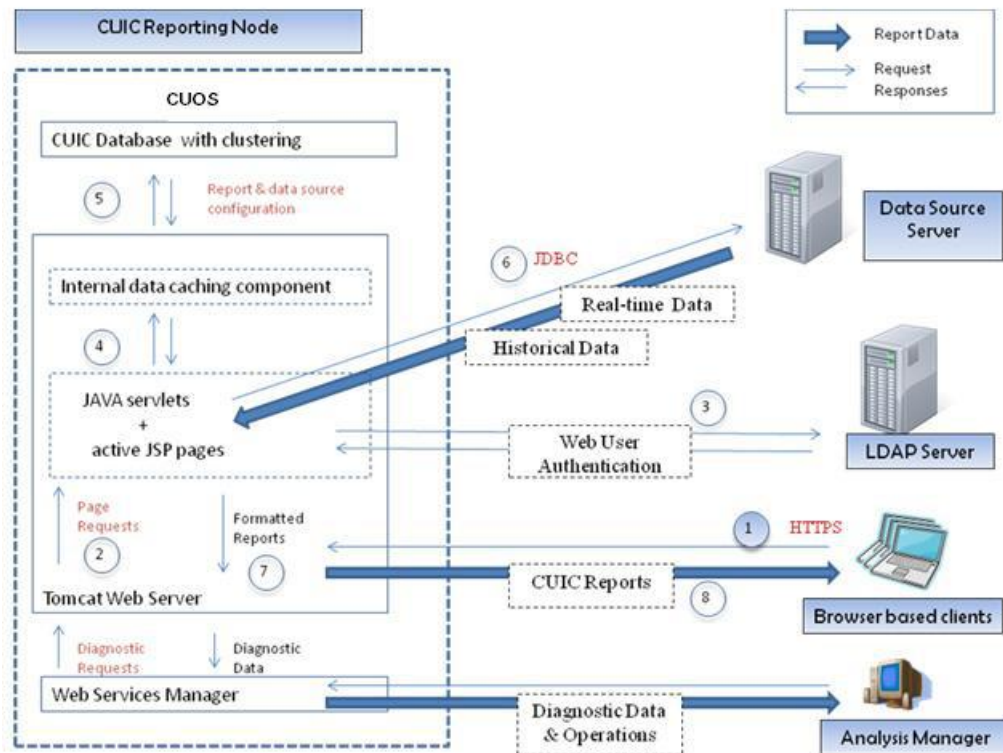 CUIC Reporting Node
Report Data
Request
Responses
CUOS
CUIC Database with clustering
5
Report & data source
configuration
Data Source
Server
6
JDBC
Internal data caching component
Real-time Data
4
Historical Data
JAVA servlets
+
active JSP pages
3
Web User
Authentication
LDAP Server
Page
Requests
2
Formatted
Reports
7
1
HTTPS
CUIC Reports
8
Tomcat Web Server
Browser based clients
Diagnostic
Requests
Diagnostic
Data
Web Services Manager
Diagnostic Data
& Operations
Analysis Manager